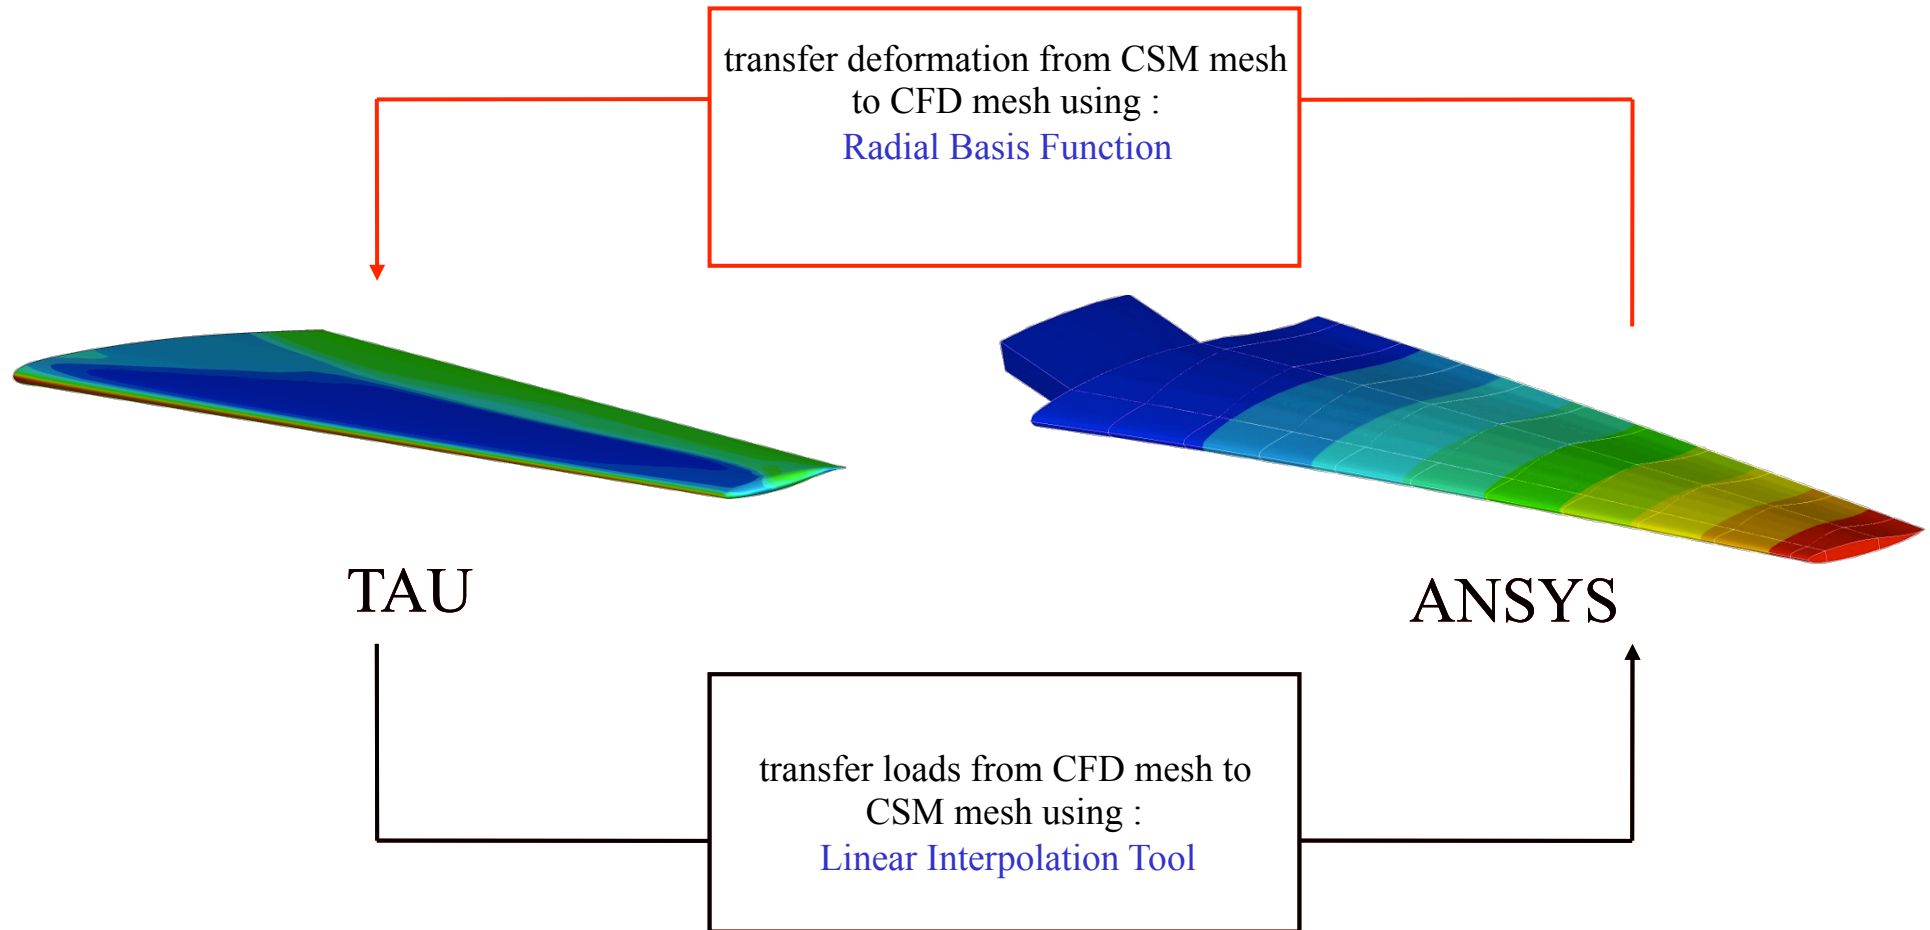 transfer deformation from CSM mesh
to CFD mesh using :
Radial Basis Function
TAU
ANSYS
transfer loads from CFD mesh to
CSM mesh using :
Linear Interpolation Tool